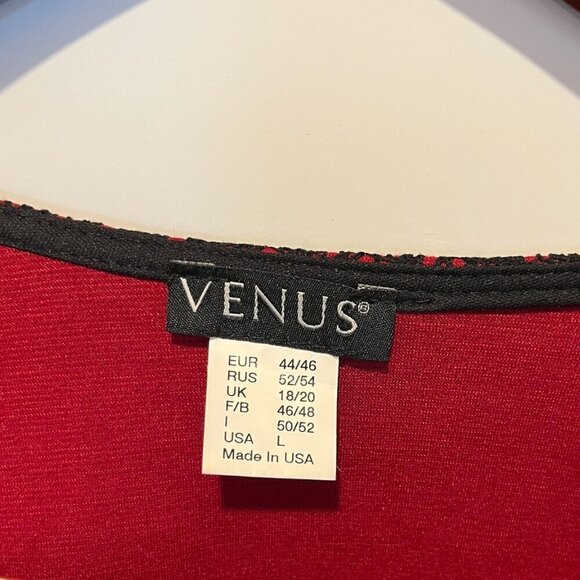 VENUS®
EUR 44/46
RUS 52/54
UK 18/20
F/B 46/48
I 50/52
USA L
Made In USA